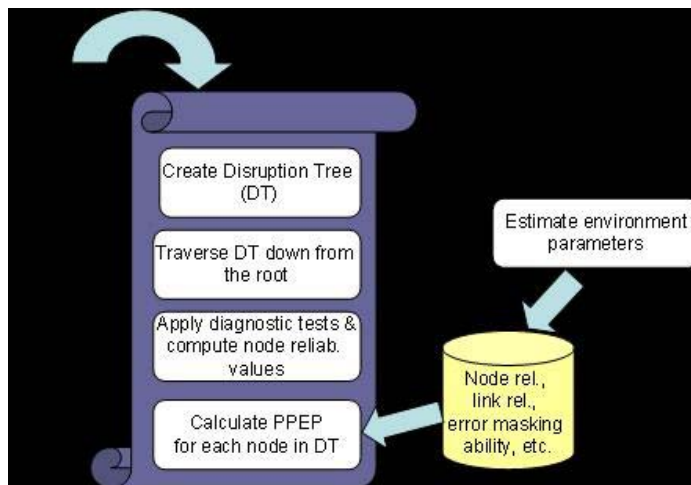 Create Disruption Tree
(DT)
Traverse DT down from
the root
Apply diagnostic tests &
compute node reliab.
values
Calculate PPEP
for each node in DT
Estimate environment
parameters
Node rel.,
link rel.,
error masking
ability, etc.